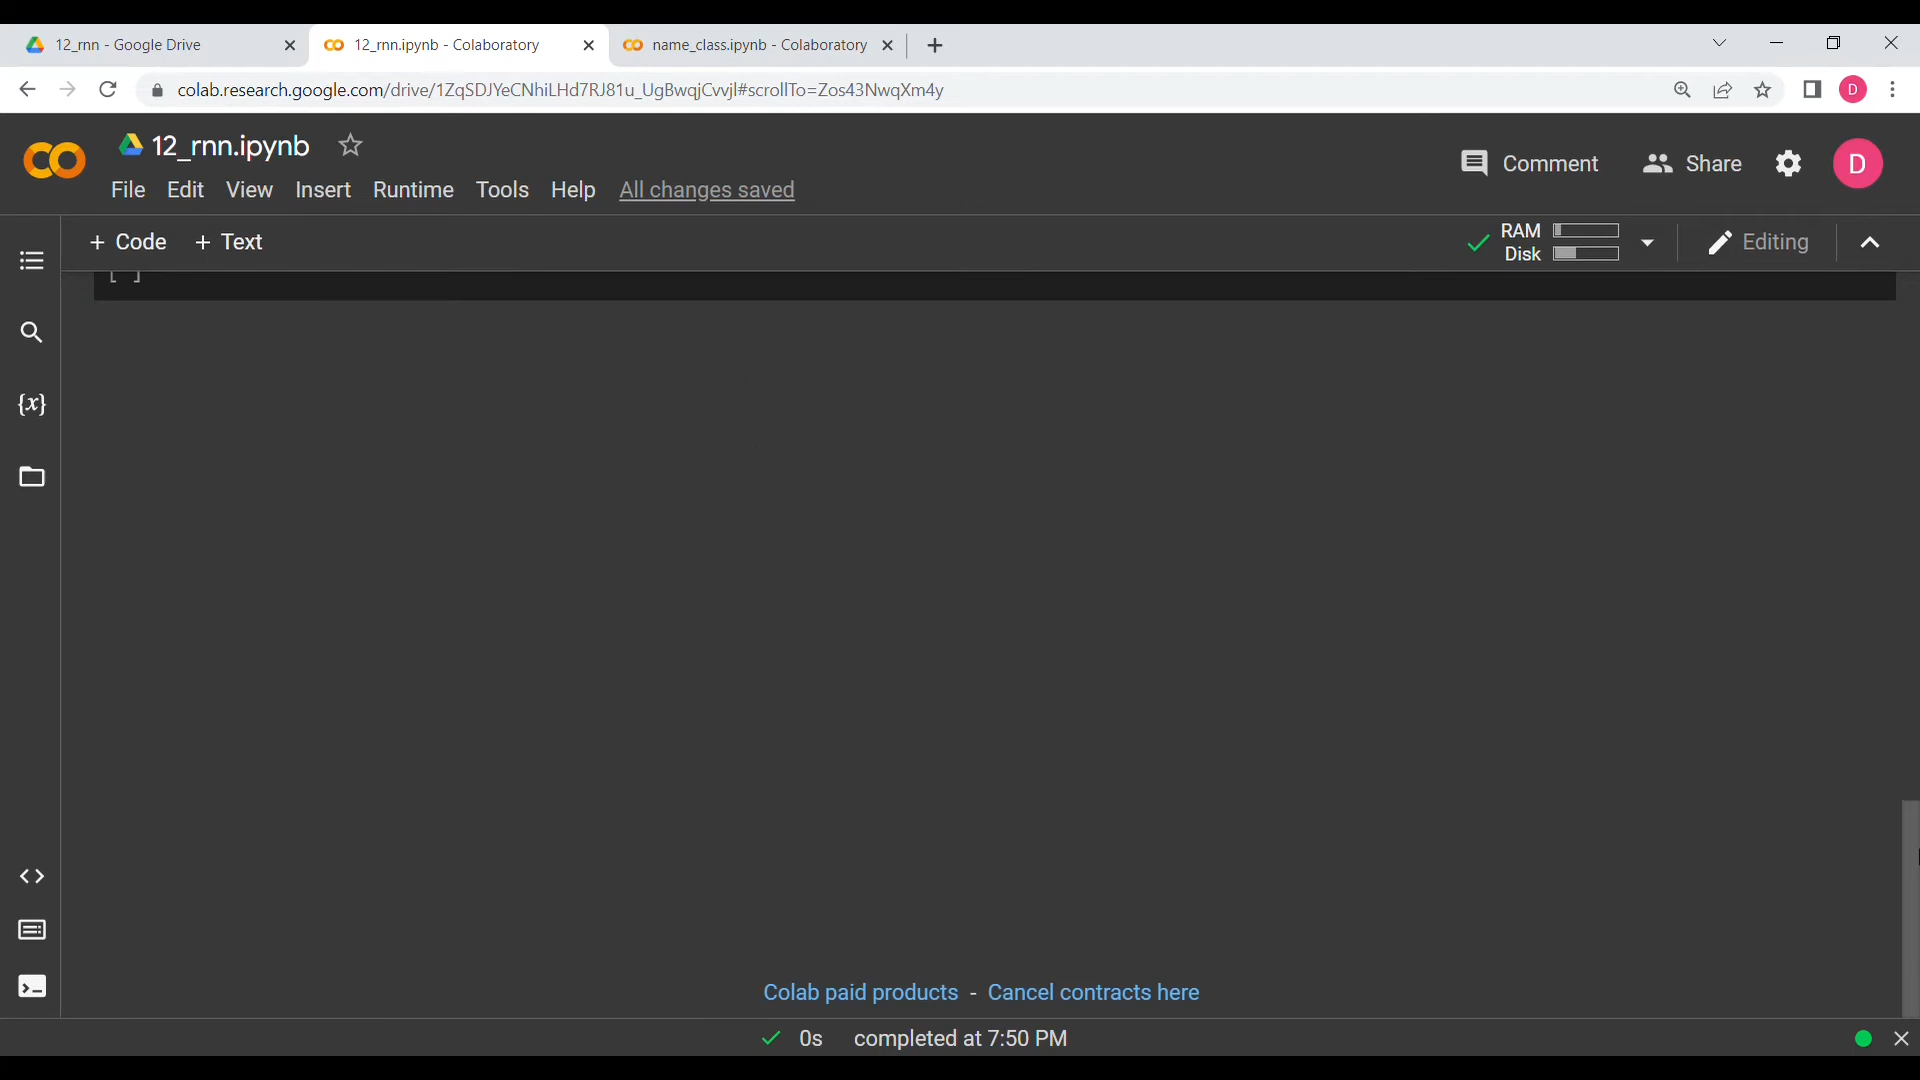 12_rnn - Google Drive
12_rnn.ipynb - Colaboratory
name_class.ipynb - Colaboratory
colab.research.google.com/drive/1ZqSDJYeCNhiLHd7RJ81u_UgBwqjCvvjl#scrollTo=Zos43NwqXm4y
D
12_rnn.ipynb
Comment
Share
D
File Edit View Insert Runtime Tools Help All changes saved
+ Code + Text
RAM
Disk
Editing
[ ]
{x}
Colab paid products - Cancel contracts here
0s completed at 7:50 PM